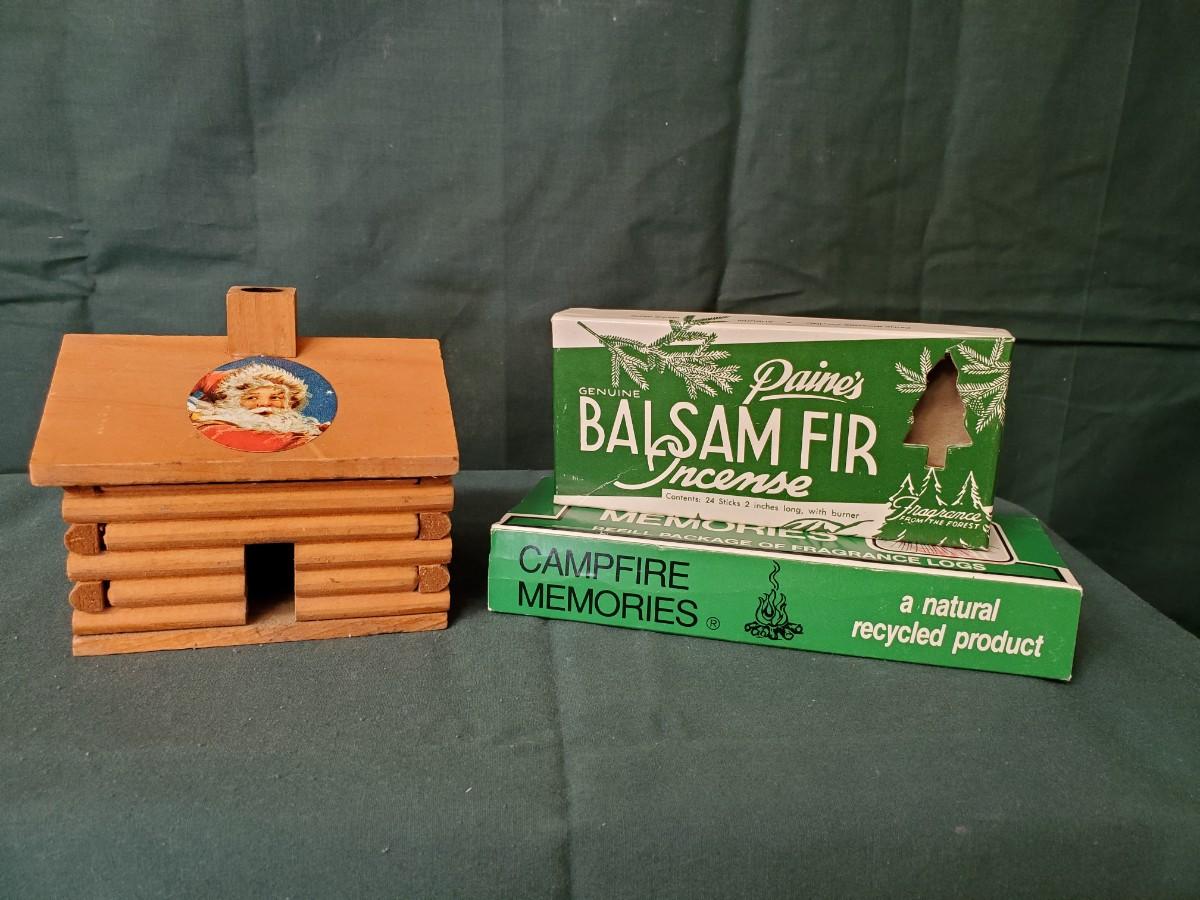 Paine's
GENUINE
BALSAM FIR
Incense
Contents: 24 Sticks 2 inches long, with burner
Fragrance
FROM THE FOREST
MEMORIES
REFILL PACKAGE OF FRAGRANCE LOGS
CAMPFIRE
MEMORIES ®
a natural
recycled product